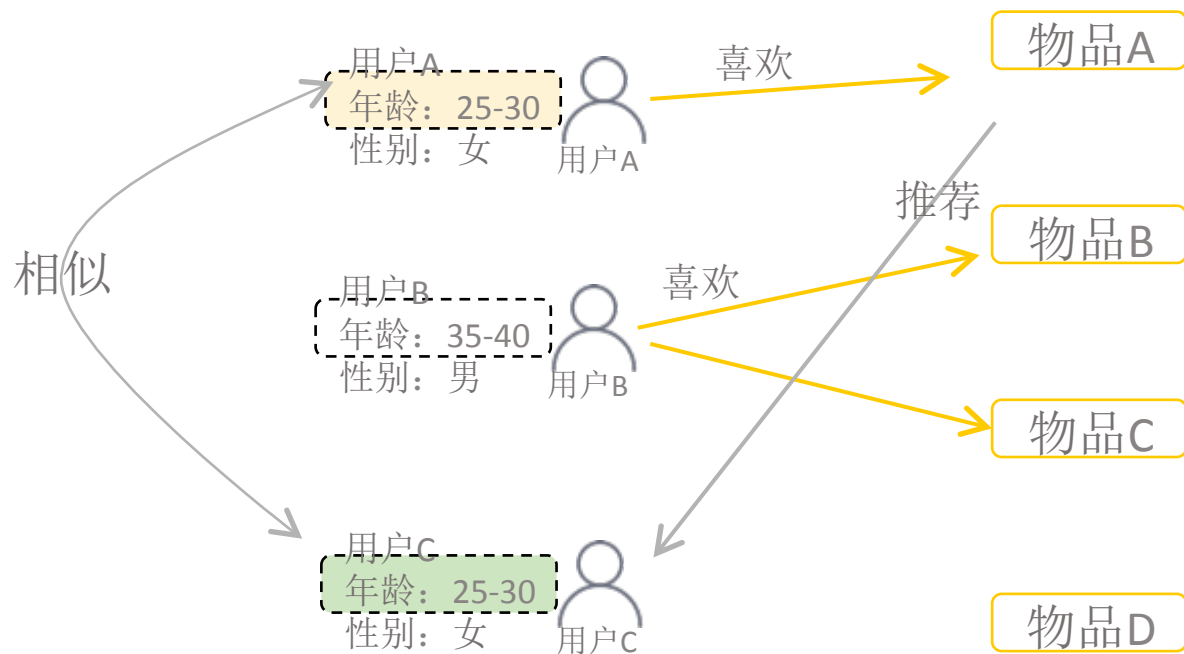 用户A
年龄：25-30
性别：女
用户A
喜欢
物品A
推荐
物品B
相似
用户B
年龄：35-40
性别：男
用户B
喜欢
物品C
用户C
年龄：25-30
性别：女
用户C
物品D